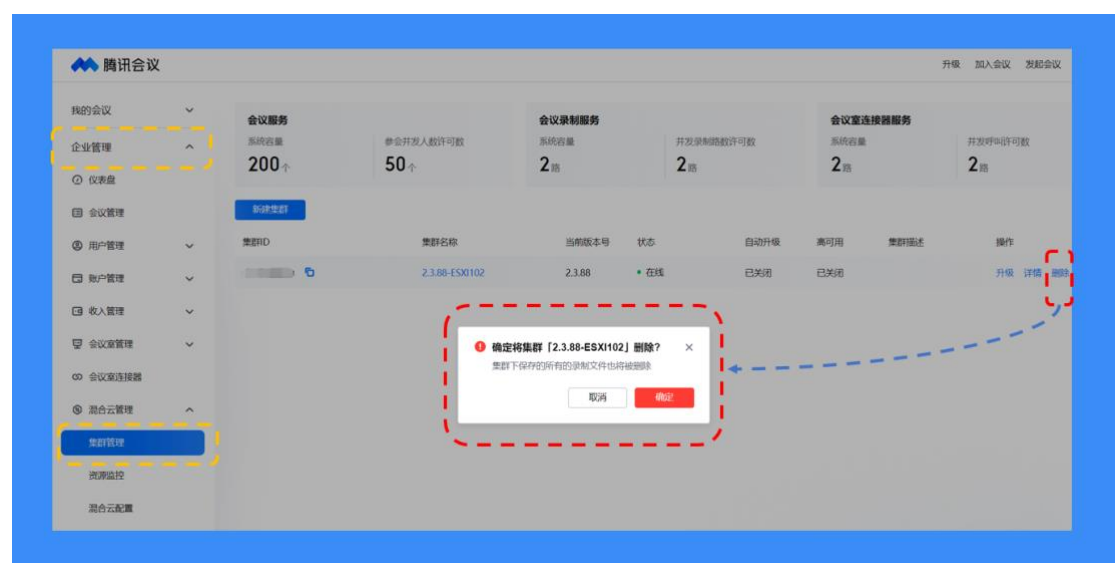 腾讯会议
升级 加入会议 发起会议
我的会议
企业管理
仪表盘
会议管理
用户管理
账户管理
收入管理
会议室管理
会议室连接器
混合云管理
集群管理
资源监控
混合云配置
会议服务
系统容量 参会并发人数许可数
200个 50个
会议录制服务
系统容量 并发录制路数许可数
2路 2路
会议室连接器服务
系统容量 并发呼叫许可数
2路 2路
新建集群
集群ID 集群名称 当前版本号 状态 自动升级 高可用 集群描述 操作
2.3.88-ESXI102 2.3.88 在线 已关闭 已关闭 升级 详情 删除
确定将集群「2.3.88-ESXI102」删除?
集群下保存的所有的录制文件也将被删除
取消 确定